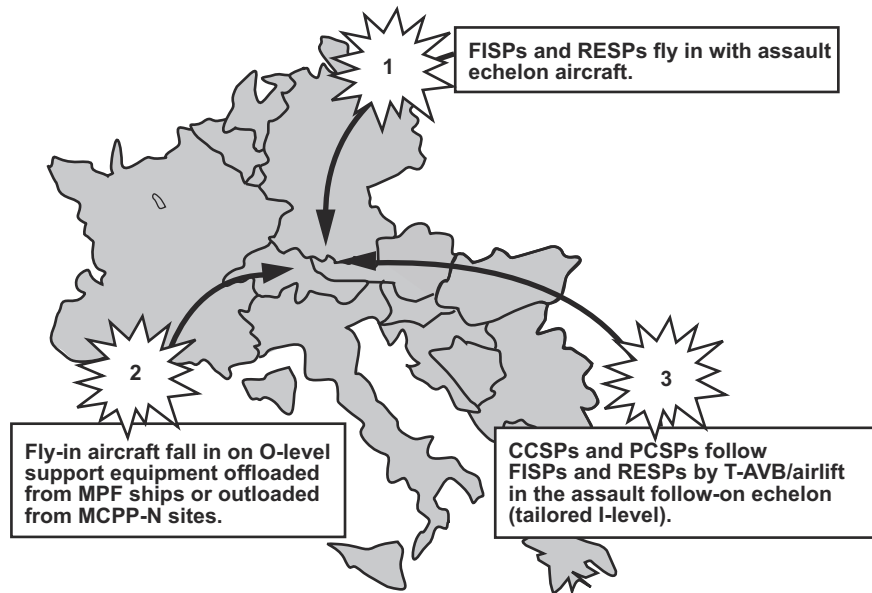 1
FISPs and RESPs fly in with assault
echelon aircraft.
2
Fly-in aircraft fall in on O-level
support equipment offloaded
from MPF ships or outloaded
from MCPP-N sites.
3
CCSPs and PCSPs follow
FISPs and RESPs by T-AVB/airlift
in the assault follow-on echelon
(tailored I-level).